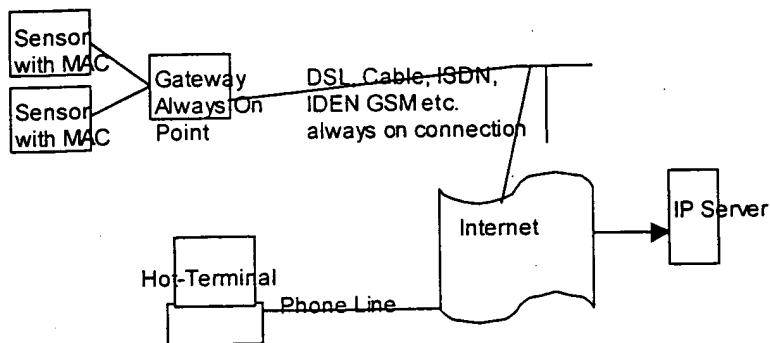 Sensor
with MAC
Sensor
with MAC
Gateway
Always On
Point
DSL, Cable, ISDN,
IDEN GSM etc.
always on connection
Internet
IP Server
Hot-Terminal
Phone Line